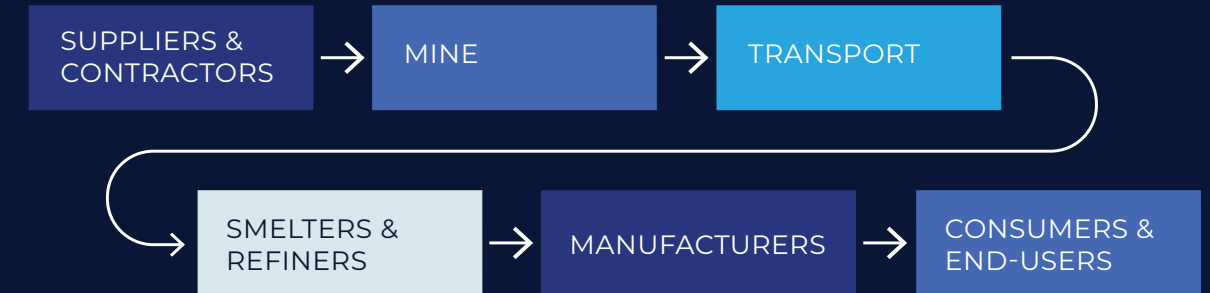 SUPPLIERS &
CONTRACTORS
MINE
TRANSPORT
SMELTERS &
REFINERS
MANUFACTURERS
CONSUMERS &
END-USERS